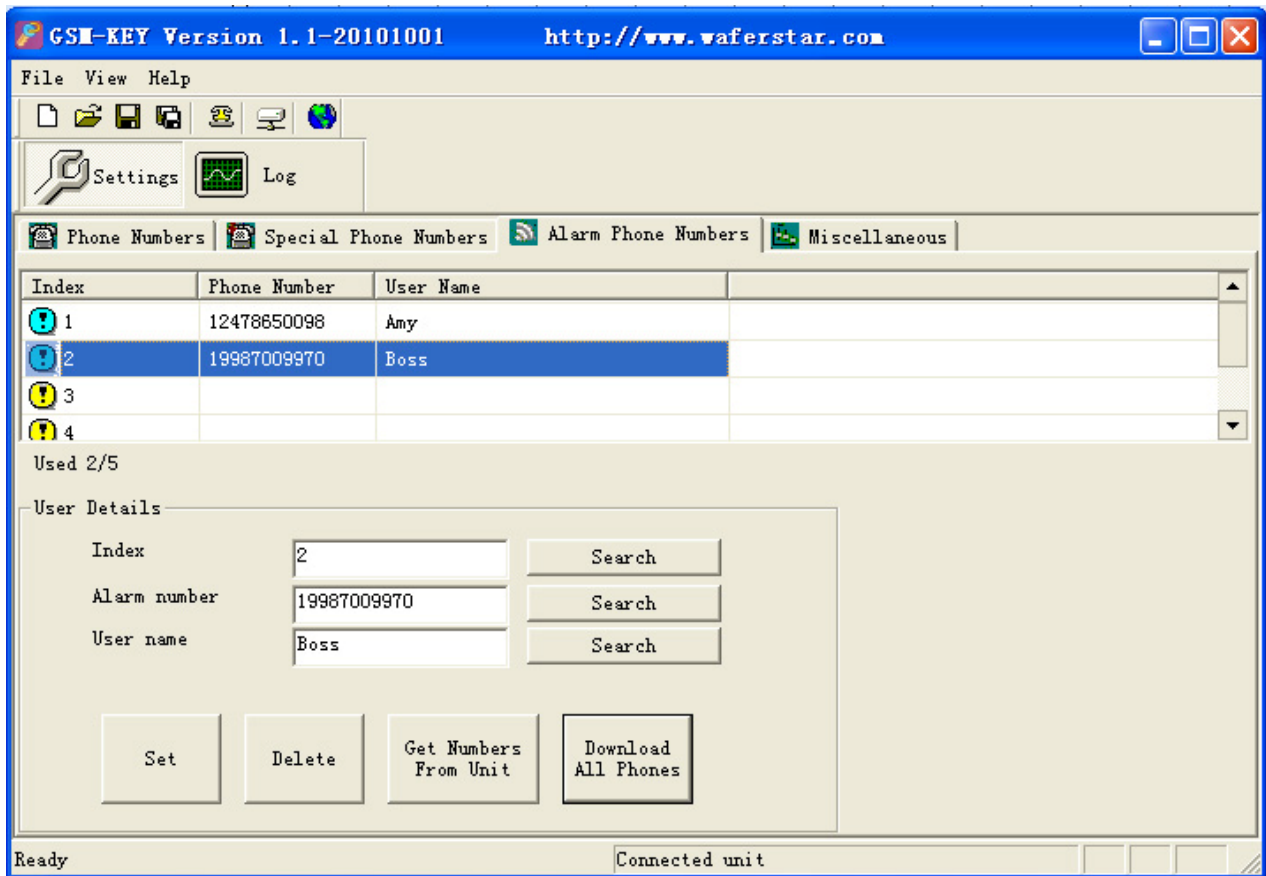 GSM-KEY Version 1.1-20101001 http://www.waferstar.com
File View Help
Settings Log
Phone Numbers Special Phone Numbers Alarm Phone Numbers Miscellaneous
Index Phone Number User Name
1 12478650098 Amy
2 19987009970 Boss
3
4
Used 2/5
User Details
Index 2 Search
Alarm number 19987009970 Search
User name Boss Search
Set Delete Get Numbers From Unit Download All Phones
Ready Connected unit